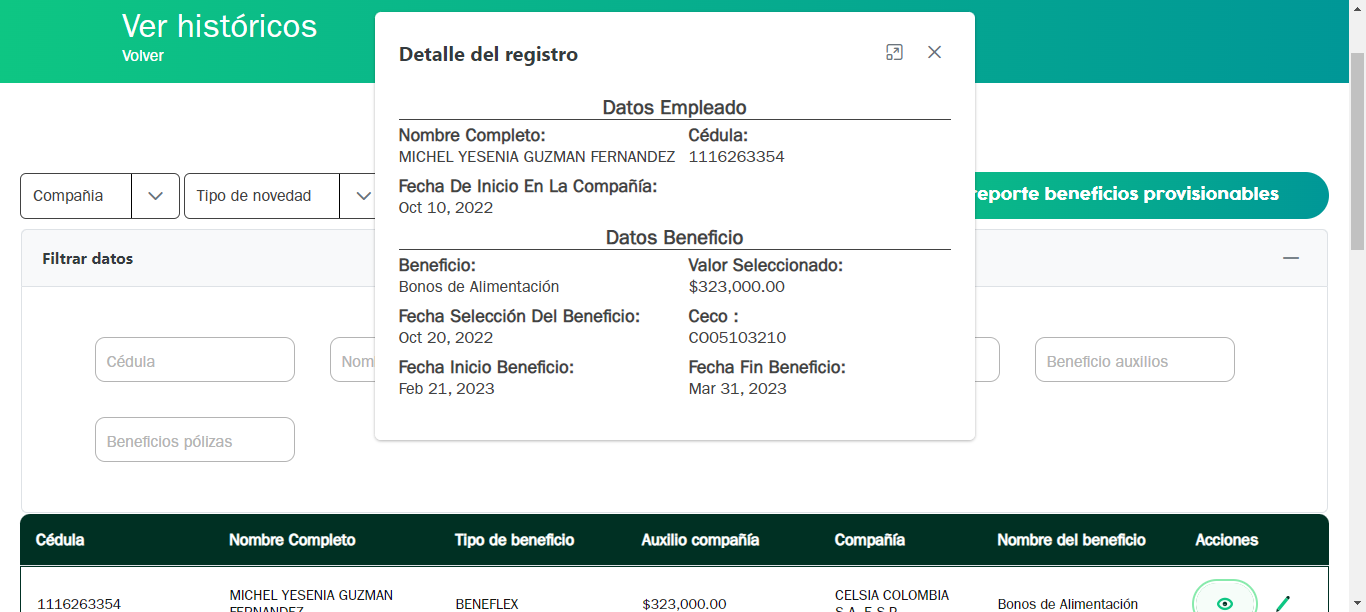 Ver históricos
Volver
Detalle del registro
Datos Empleado
Nombre Completo: Cédula:
MICHEL YESENIA GUZMAN FERNANDEZ 1116263354
Fecha De Inicio En La Compañía:
Oct 10, 2022
Datos Beneficio
Beneficio: Valor Seleccionado:
Bonos de Alimentación $323,000.00
Fecha Selección Del Beneficio: Ceco :
Oct 20, 2022 CO05103210
Fecha Inicio Beneficio: Fecha Fin Beneficio:
Feb 21, 2023 Mar 31, 2023
Compañia Tipo de novedad eporte beneficios provisionables
Filtrar datos
Cédula Nom Beneficio auxilios
Beneficios pólizas
Cédula Nombre Completo Tipo de beneficio Auxilio compañía Compañía Nombre del beneficio Acciones
1116263354 MICHEL YESENIA GUZMAN FERNANDEZ BENEFLEX $323,000.00 CELSIA COLOMBIA S.A. E.S.P. Bonos de Alimentación